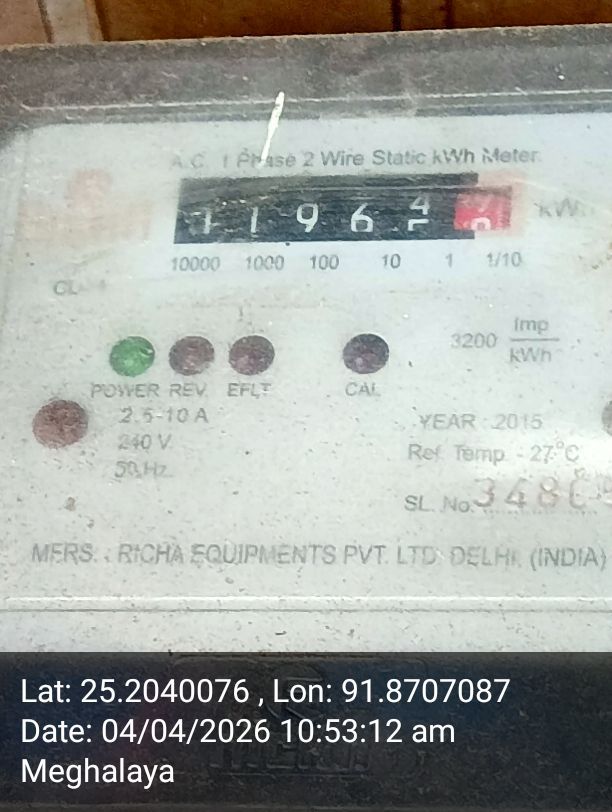 A.C. 1 Phase 2 Wire Static kWh Meter
1 1 9 6 4
kWh
10000 1000 100 10 1 1/10
CL
3200 Imp/kWh
POWER REV. EFLT CAL
2.5-10 A
240 V
50 Hz
YEAR : 2015
Ref. Temp - 27°C
SL. No. 348
MFRS. : RICHA EQUIPMENTS PVT. LTD. DELHI. (INDIA)
Lat: 25.2040076 , Lon: 91.8707087
Date: 04/04/2026 10:53:12 am
Meghalaya